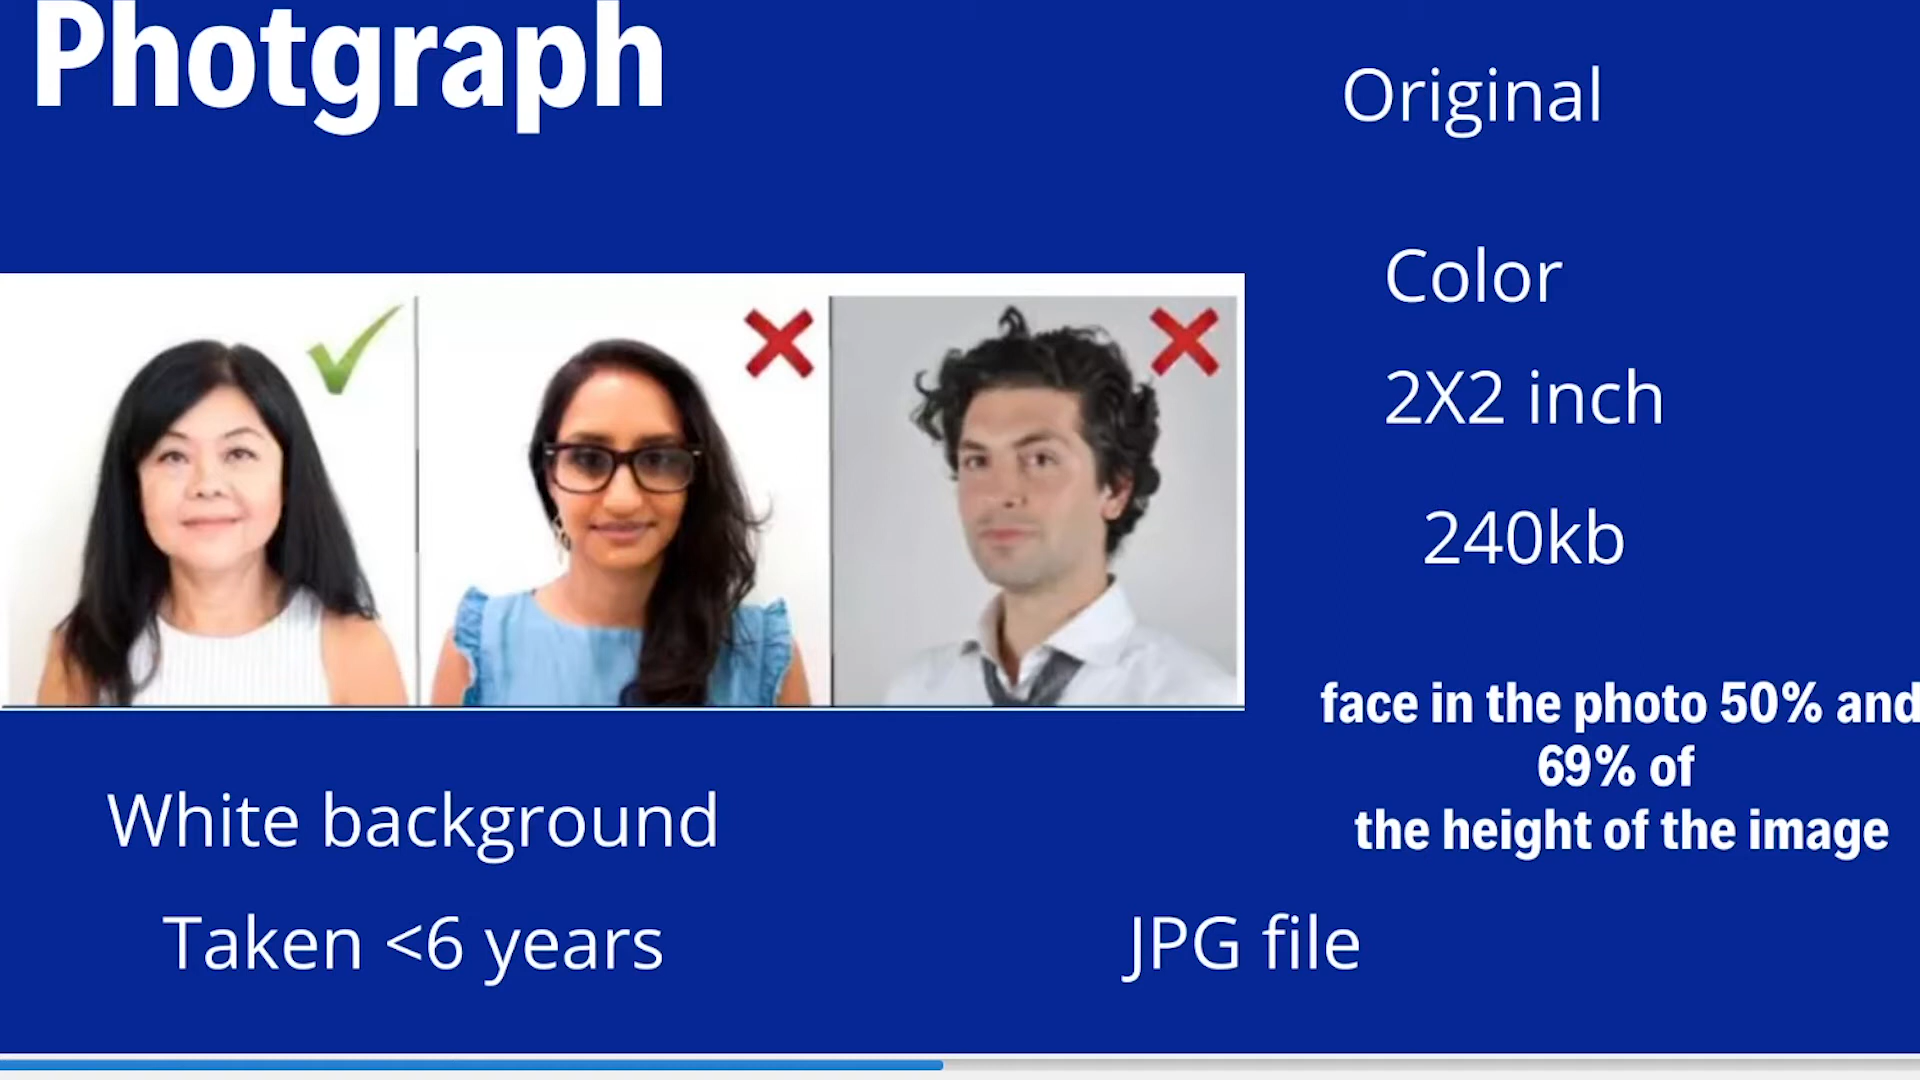 Photgraph
Original
Color
2X2 inch
240kb
face in the photo 50% and
69% of
the height of the image
White background
Taken <6 years
JPG file